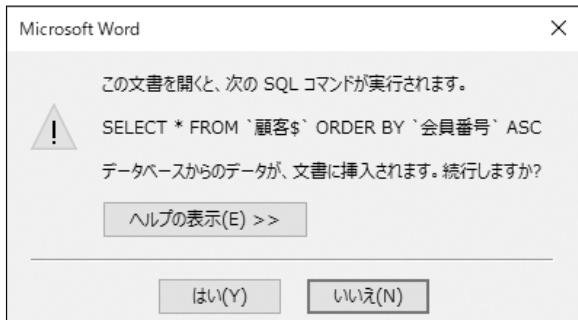 Microsoft Word
この文書を開くと、次の SQL コマンドが実行されます。
SELECT * FROM `顧客$` ORDER BY `会員番号` ASC
データベースからのデータが、文書に挿入されます。続行しますか?
ヘルプの表示(E) >>
はい(Y)
いいえ(N)